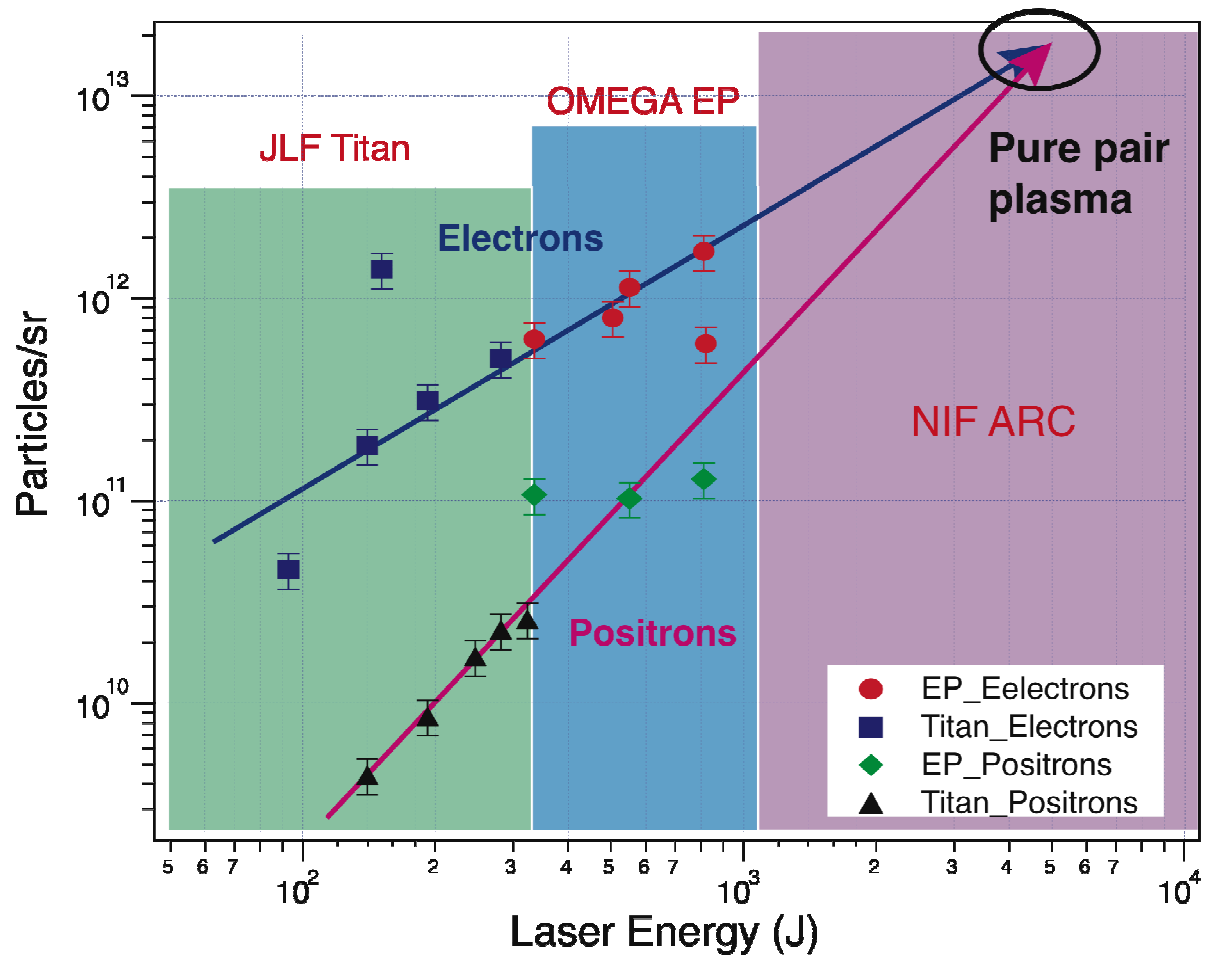 10^13
OMEGA EP
JLF Titan
Pure pair
plasma
Electrons
10^12
Particles/sr
NIF ARC
10^11
Positrons
10^10
EP_Eelectrons
Titan_Electrons
EP_Positrons
Titan_Positrons
5 6 7 2 3 4 5 6 7 2 3 4 5 6 7
10^2 10^3 10^4
Laser Energy (J)